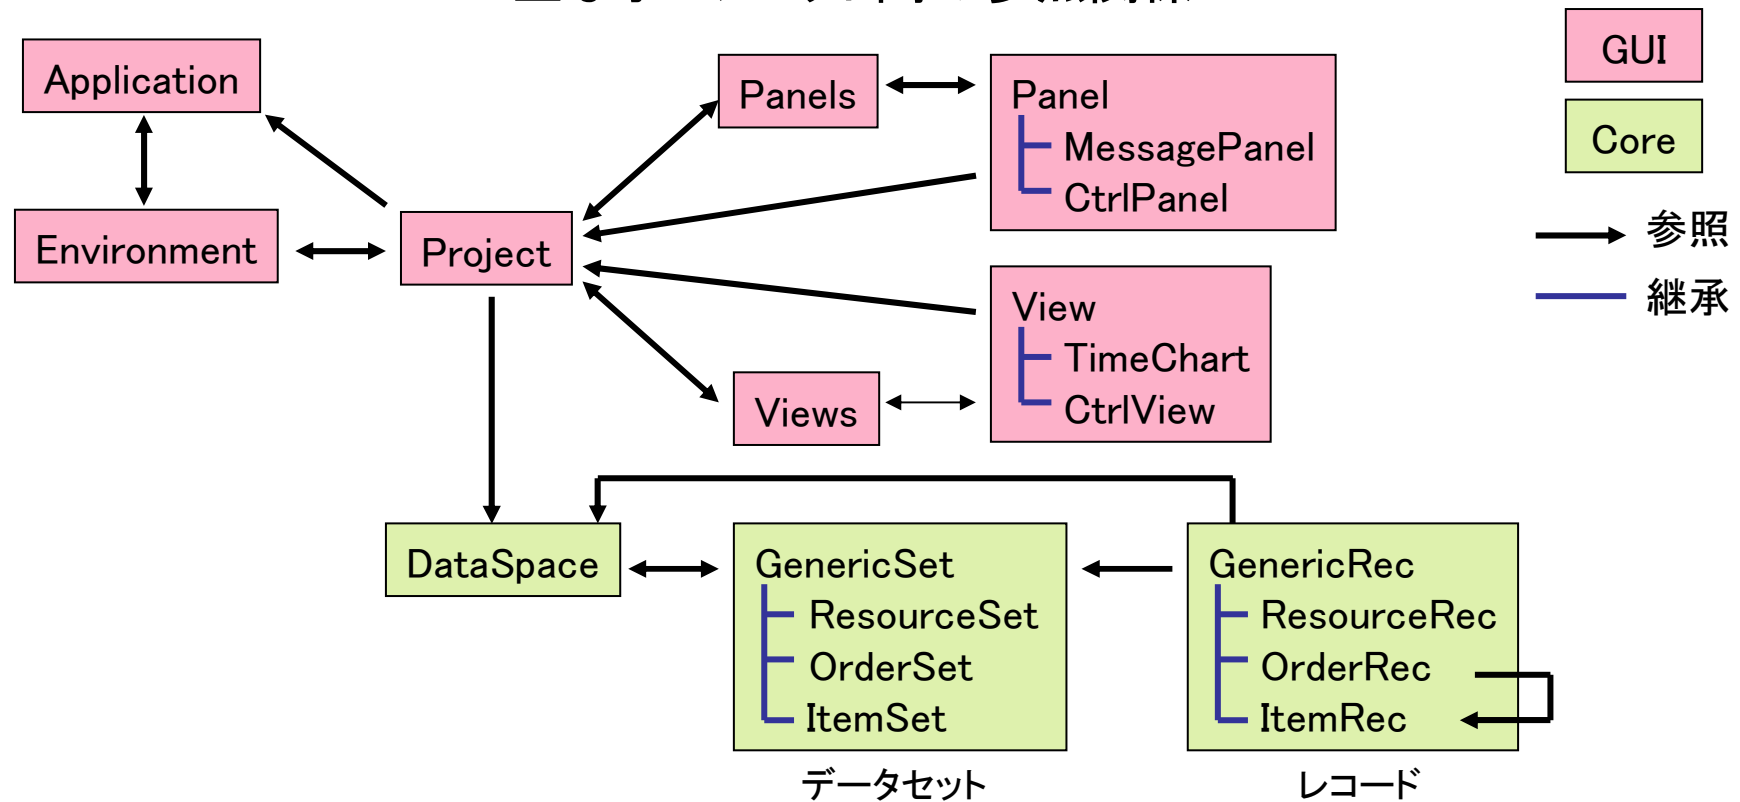 Application
Environment
Project
Panels
Panel
MessagePanel
CtrlPanel
View
TimeChart
CtrlView
Views
GUI
Core
参照
継承
DataSpace
GenericSet
ResourceSet
OrderSet
ItemSet
データセット
GenericRec
ResourceRec
OrderRec
ItemRec
レコード